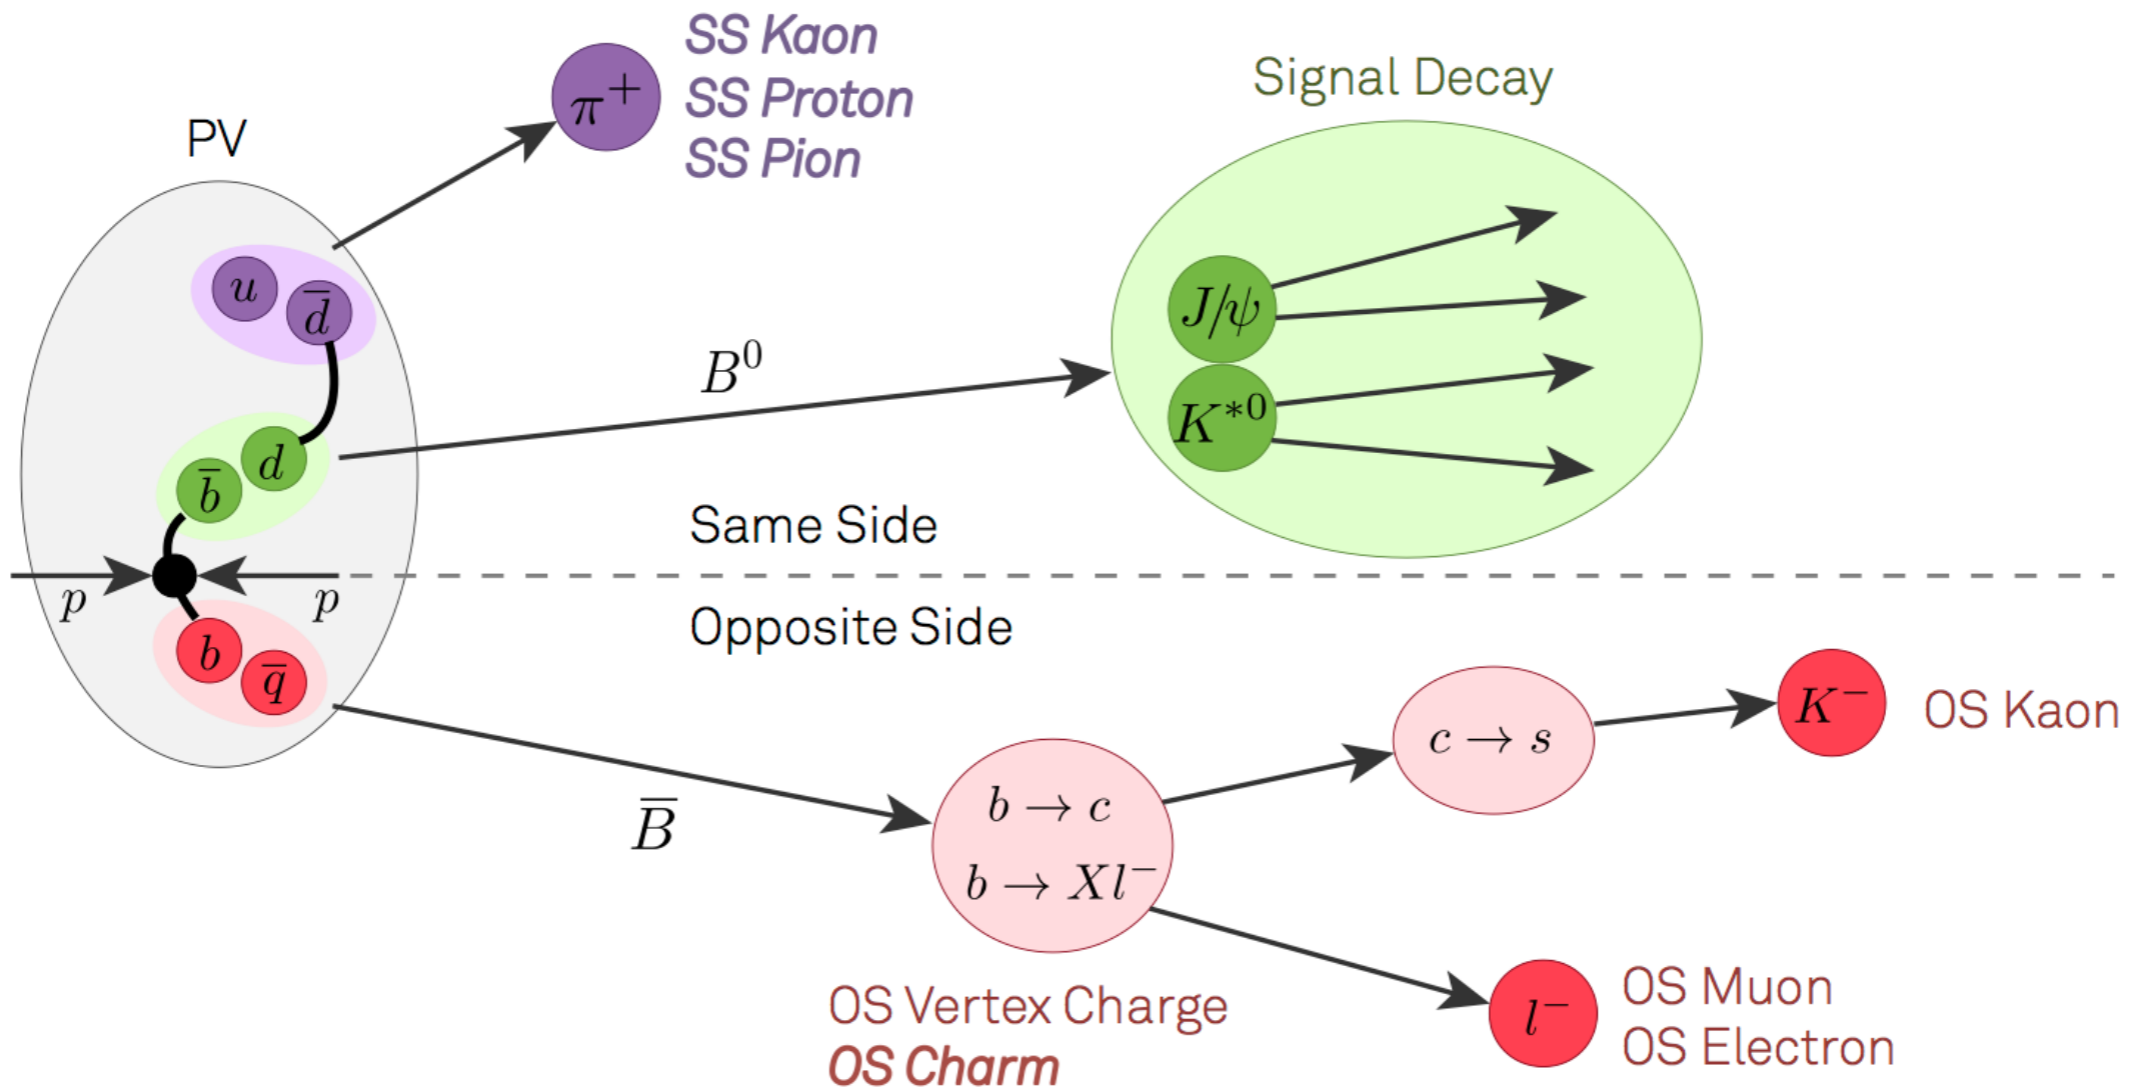 SS Kaon
SS Proton
SS Pion
π⁺
Signal Decay
PV
u
d̅
J/ψ
B⁰
K*⁰
d
b̅
Same Side
p
p
Opposite Side
b
q̅
K⁻
OS Kaon
c → s
B̅
b → c
b → Xl⁻
OS Vertex Charge
OS Charm
l⁻
OS Muon
OS Electron